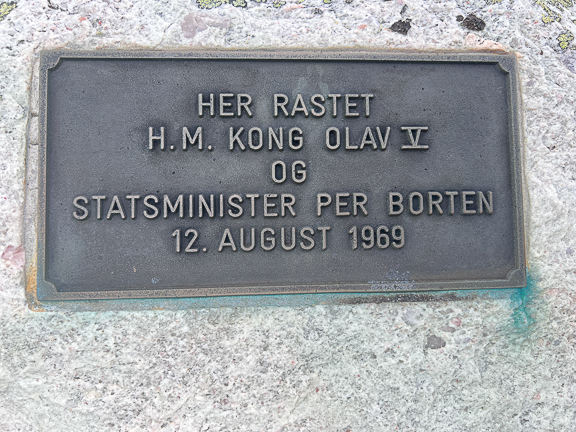 HER RASTET
H.M. KONG OLAV V
OG
STATSMINISTER PER BORTEN
12. AUGUST 1969